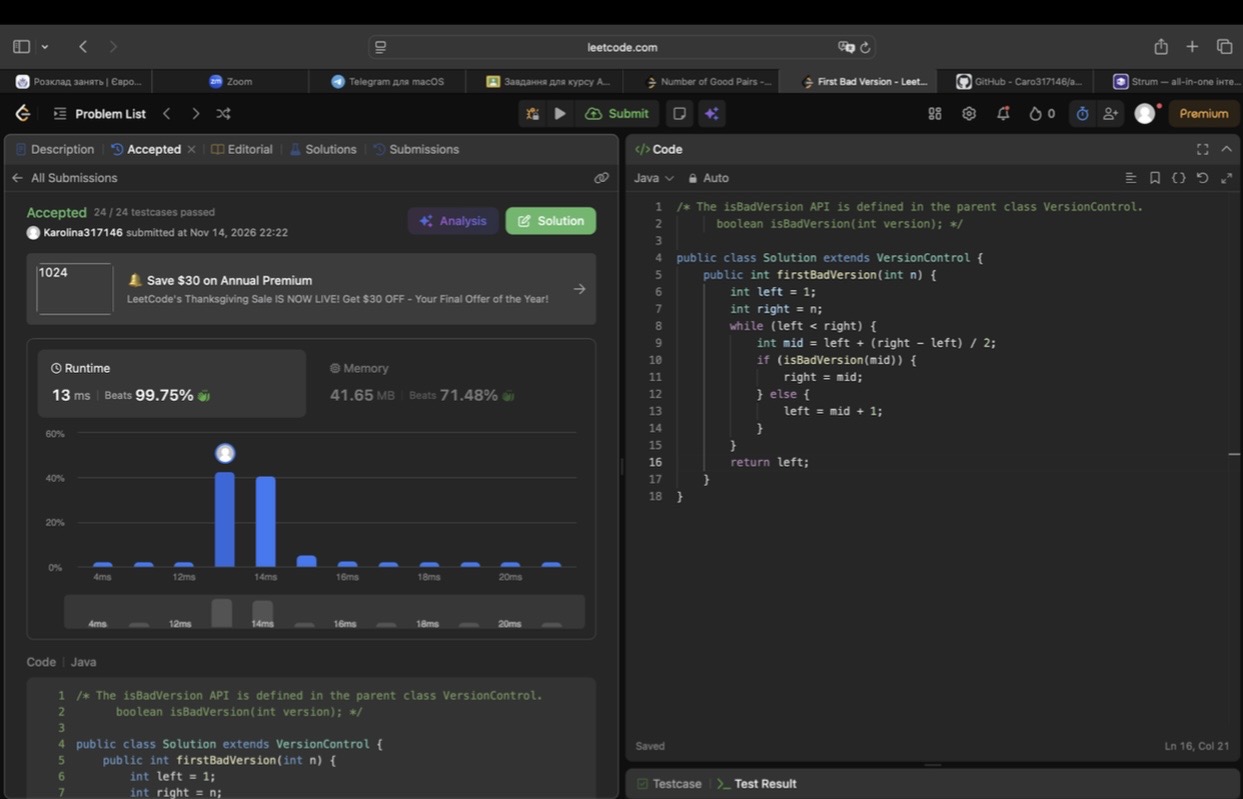 leetcode.com
Розклад занять | Євро...
Zoom
Telegram для macOS
Завдання для курсу А...
Number of Good Pairs -...
First Bad Version - Leet...
GitHub - Caro317146/a...
Strum — all-in-one інте...
Problem List
Submit
0
Premium
Description
Accepted
Editorial
Solutions
Submissions
All Submissions
Accepted 24 / 24 testcases passed
Karolina317146 submitted at Nov 14, 2026 22:22
Analysis
Solution
1024
Save $30 on Annual Premium
LeetCode's Thanksgiving Sale IS NOW LIVE! Get $30 OFF - Your Final Offer of the Year!
Runtime
13 ms | Beats 99.75%
Memory
41.65 MB | Beats 71.48%
60%
40%
20%
0%
4ms 12ms 14ms 16ms 18ms 20ms
4ms 12ms 14ms 16ms 18ms 20ms
Code | Java
1 /* The isBadVersion API is defined in the parent class VersionControl.
2 boolean isBadVersion(int version); */
3
4 public class Solution extends VersionControl {
5 public int firstBadVersion(int n) {
6 int left = 1;
7 int right = n;
</> Code
Java
Auto
1 /* The isBadVersion API is defined in the parent class VersionControl.
2 boolean isBadVersion(int version); */
3
4 public class Solution extends VersionControl {
5 public int firstBadVersion(int n) {
6 int left = 1;
7 int right = n;
8 while (left < right) {
9 int mid = left + (right - left) / 2;
10 if (isBadVersion(mid)) {
11 right = mid;
12 } else {
13 left = mid + 1;
14 }
15 }
16 return left;
17 }
18 }
Saved
Ln 16, Col 21
Testcase
Test Result